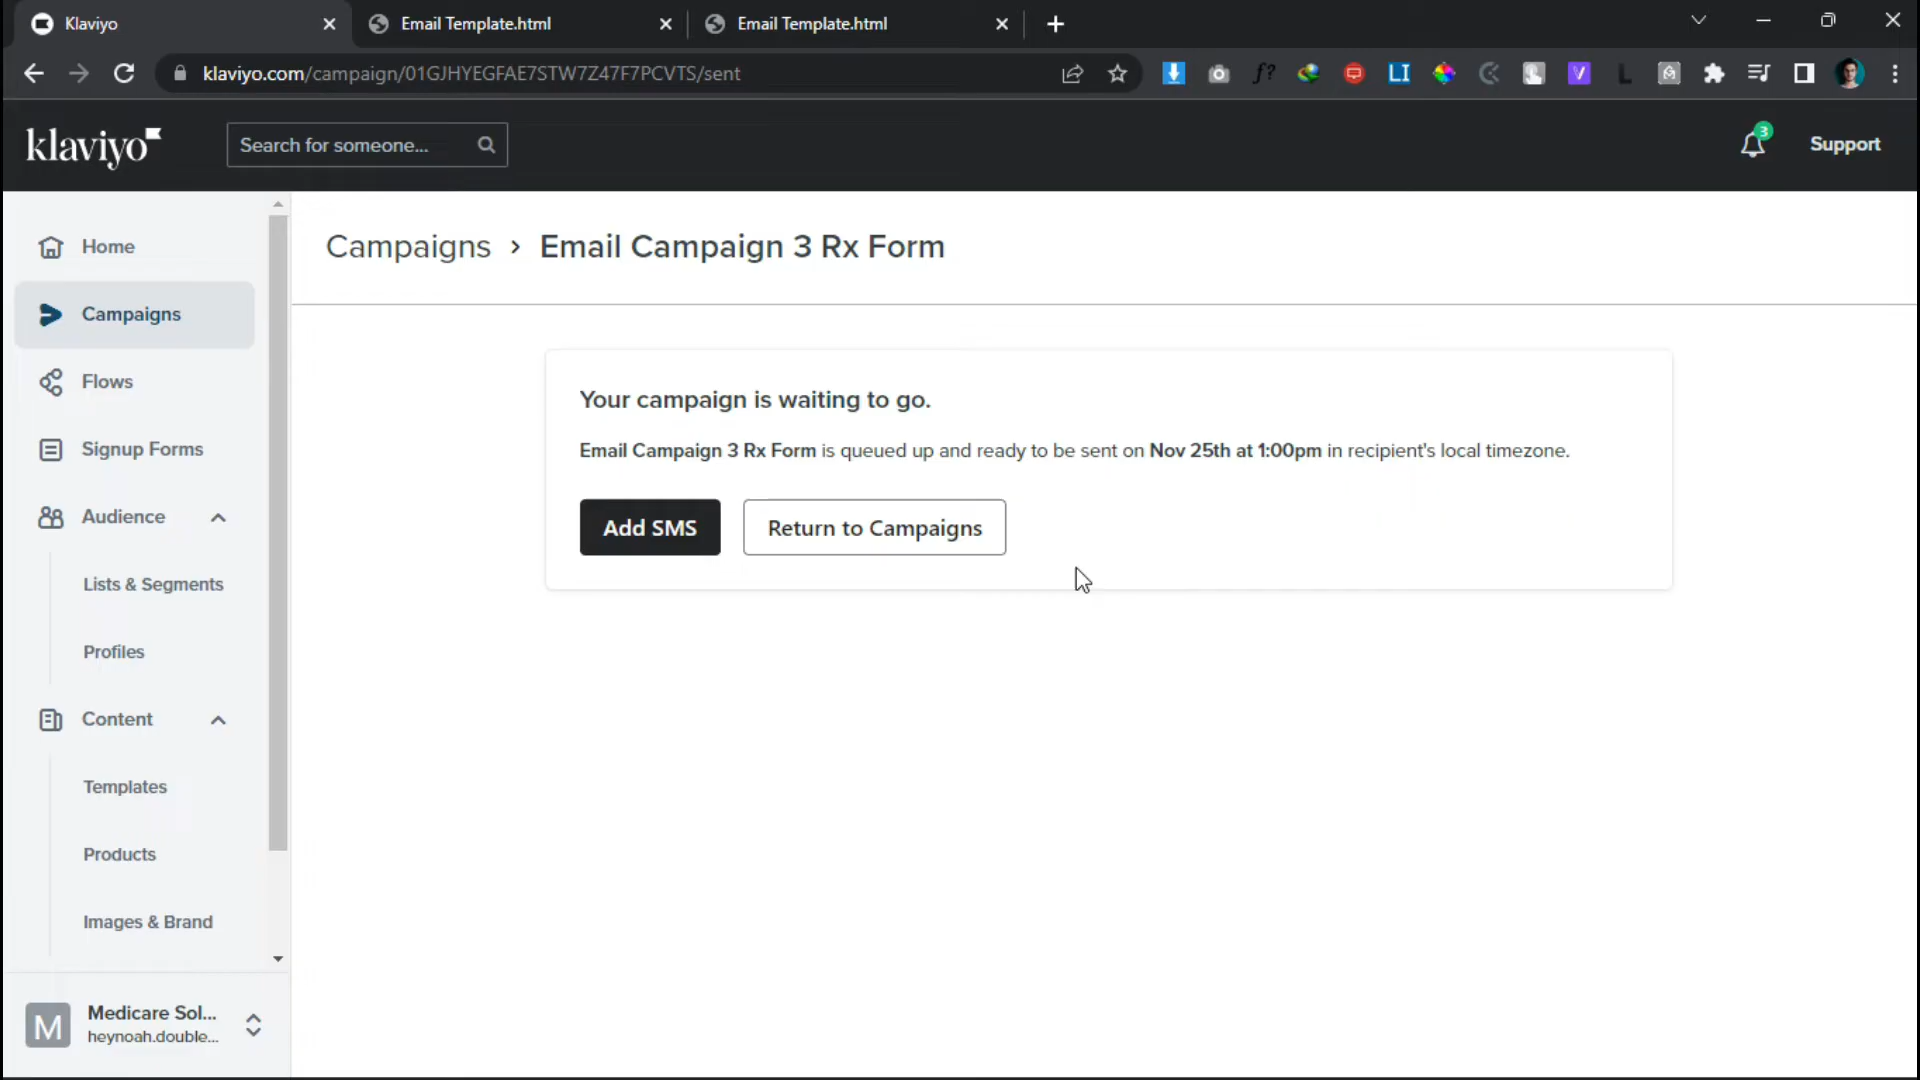 Klaviyo
Email Template.html
Email Template.html
klaviyo.com/campaign/01GJHYEGFAE7STW7Z47F7PCVTS/sent
f?
LI
V
L
klaviyo
Search for someone...
3
Support
Home
Campaigns
Flows
Signup Forms
Audience
Lists & Segments
Profiles
Content
Templates
Products
Images & Brand
M
Medicare Sol...
heynoah.double...
Campaigns › Email Campaign 3 Rx Form
Your campaign is waiting to go.
Email Campaign 3 Rx Form is queued up and ready to be sent on Nov 25th at 1:00pm in recipient's local timezone.
Add SMS
Return to Campaigns